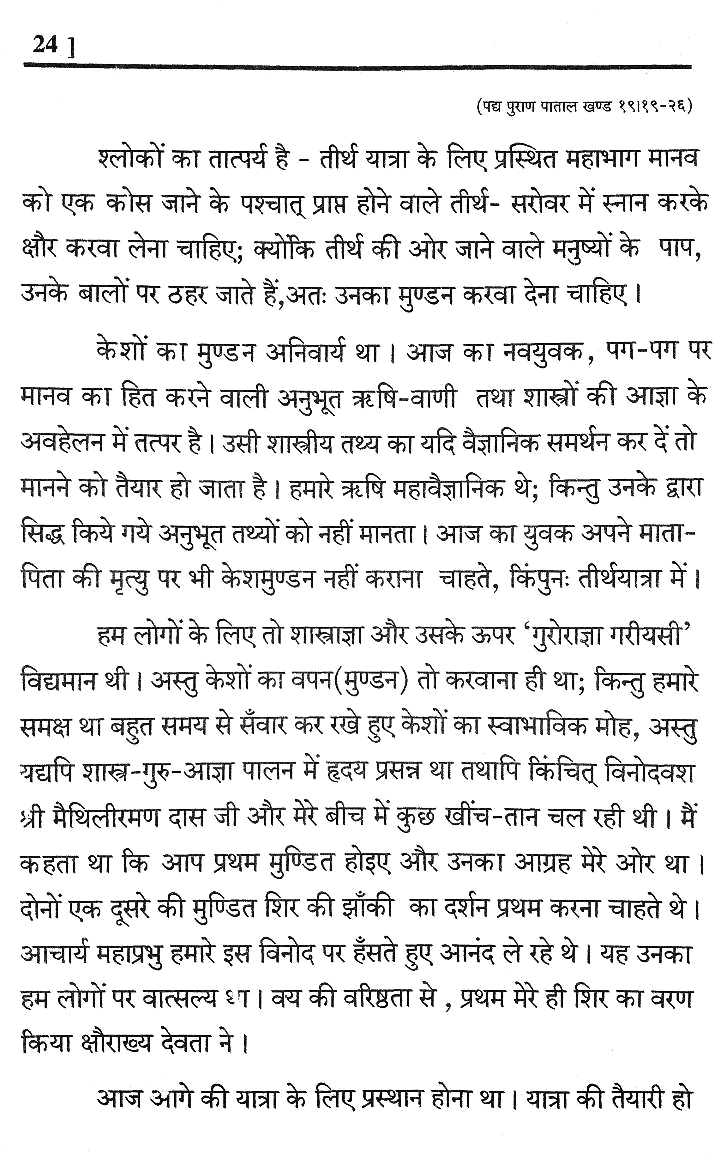 24 ]
(पद्म पुराण पाताल खण्ड १९।१९-२६)
श्लोकों का तात्पर्य है - तीर्थ यात्रा के लिए प्रस्थित महाभाग मानव
को एक कोस जाने के पश्चात् प्राप्त होने वाले तीर्थ- सरोवर में स्नान करके
क्षौर करवा लेना चाहिए; क्योंकि तीर्थ की ओर जाने वाले मनुष्यों के पाप,
उनके बालों पर ठहर जाते हैं,अतः उनका मुण्डन करवा देना चाहिए ।
केशों का मुण्डन अनिवार्य था । आज का नवयुवक, पग-पग पर
मानव का हित करने वाली अनुभूत ऋषि-वाणी तथा शास्त्रों की आज्ञा के
अवहेलन में तत्पर है । उसी शास्त्रीय तथ्य का यदि वैज्ञानिक समर्थन कर दें तो
मानने को तैयार हो जाता है । हमारे ऋषि महावैज्ञानिक थे; किन्तु उनके द्वारा
सिद्ध किये गये अनुभूत तथ्यों को नहीं मानता । आज का युवक अपने माता-
पिता की मृत्यु पर भी केशमुण्डन नहीं कराना चाहते, किंपुनः तीर्थयात्रा में ।
हम लोगों के लिए तो शास्त्राज्ञा और उसके ऊपर ‘गुरोराज्ञा गरीयसी’
विद्यमान थी । अस्तु केशों का वपन(मुण्डन) तो करवाना ही था; किन्तु हमारे
समक्ष था बहुत समय से सँवार कर रखे हुए केशों का स्वाभाविक मोह, अस्तु
यद्यपि शास्त्र-गुरु-आज्ञा पालन में हृदय प्रसन्न था तथापि किंचित् विनोदवश
श्री मैथिलीरमण दास जी और मेरे बीच में कुछ खींच-तान चल रही थी । मैं
कहता था कि आप प्रथम मुण्डित होइए और उनका आग्रह मेरे ओर था ।
दोनों एक दूसरे की मुण्डित शिर की झाँकी का दर्शन प्रथम करना चाहते थे ।
आचार्य महाप्रभु हमारे इस विनोद पर हँसते हुए आनंद ले रहे थे । यह उनका
हम लोगों पर वात्सल्य था । वय की वरिष्ठता से , प्रथम मेरे ही शिर का वरण
किया क्षौराख्य देवता ने ।
आज आगे की यात्रा के लिए प्रस्थान होना था । यात्रा की तैयारी हो